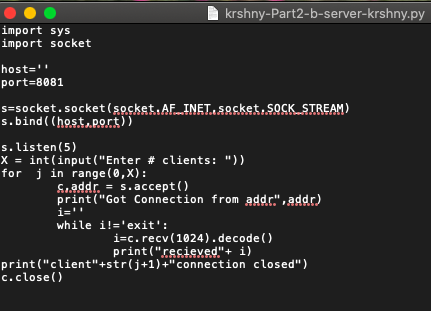 krshny-Part2-b-server-krshny.py
import sys
import socket
host=''
port=8081
s=socket.socket(socket.AF_INET,socket.SOCK_STREAM)
s.bind((host,port))
s.listen(5)
X = int(input("Enter # clients: "))
for  j in range(0,X):
        c,addr = s.accept()
        print("Got Connection from addr",addr)
        i=''
        while i!='exit':
                i=c.recv(1024).decode()
                print("recieved"+ i)
print("client"+str(j+1)+"connection closed")
c.close()